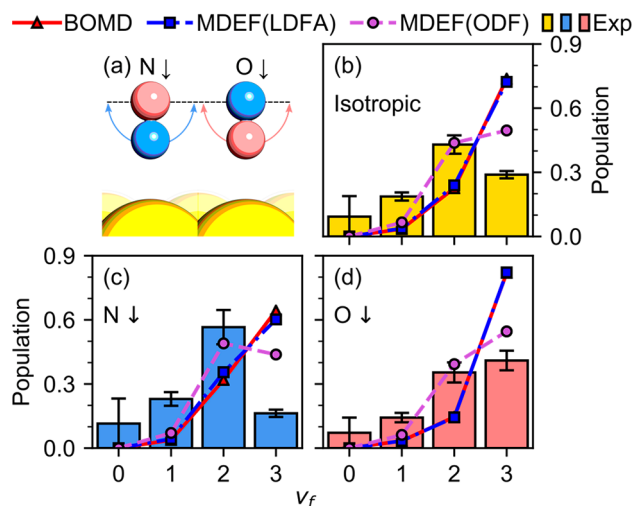 BOMD MDEF(LDFA) MDEF(ODF) Exp
(a) N ↓ O ↓
(b) Isotropic
0.9
0.6
0.3
0.0
Population
(c) N ↓
0.9
0.6
0.3
0.0
Population
0 1 2 3
(d) O ↓
0 1 2 3
v_f